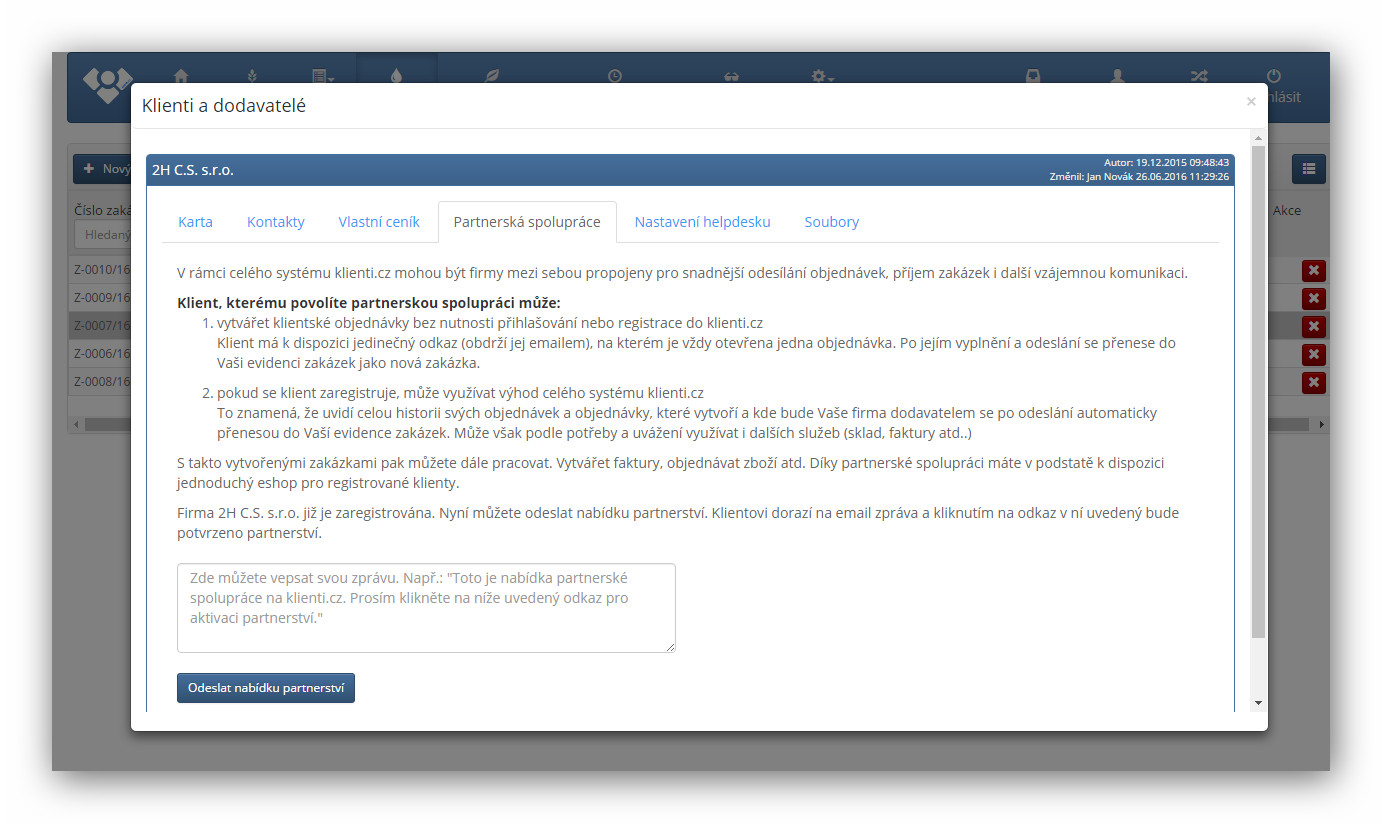 hlásit
Klienti a dodavatelé
×
Nový
2H C.S. s.r.o.
Autor: 19.12.2015 09:48:43
Změnil: Jan Novák 26.06.2016 11:29:26
Číslo zaká
Akce
Hledaný
Karta Kontakty Vlastní ceník Partnerská spolupráce Nastavení helpdesku Soubory
Z-0010/16
Z-0009/16
Z-0007/16
Z-0006/16
Z-0008/16
V rámci celého systému klienti.cz mohou být firmy mezi sebou propojeny pro snadnější odesílání objednávek, příjem zakázek i další vzájemnou komunikaci.
Klient, kterému povolíte partnerskou spolupráci může:
1. vytvářet klientské objednávky bez nutnosti přihlašování nebo registrace do klienti.cz
Klient má k dispozici jedinečný odkaz (obdrží jej emailem), na kterém je vždy otevřena jedna objednávka. Po jejím vyplnění a odeslání se přenese do
Vaši evidenci zakázek jako nová zakázka.
2. pokud se klient zaregistruje, může využívat výhod celého systému klienti.cz
To znamená, že uvidí celou historii svých objednávek a objednávky, které vytvoří a kde bude Vaše firma dodavatelem se po odeslání automaticky
přenesou do Vaší evidence zakázek. Může však podle potřeby a uvážení využívat i dalších služeb (sklad, faktury atd..)
S takto vytvořenými zakázkami pak můžete dále pracovat. Vytvářet faktury, objednávat zboží atd. Díky partnerské spolupráci máte v podstatě k dispozici
jednoduchý eshop pro registrované klienty.
Firma 2H C.S. s.r.o. již je zaregistrována. Nyní můžete odeslat nabídku partnerství. Klientovi dorazí na email zpráva a kliknutím na odkaz v ní uvedený bude
potvrzeno partnerství.
Zde můžete vepsat svou zprávu. Např.: "Toto je nabídka partnerské
spolupráce na klienti.cz. Prosím klikněte na níže uvedený odkaz pro
aktivaci partnerství."
Odeslat nabídku partnerství